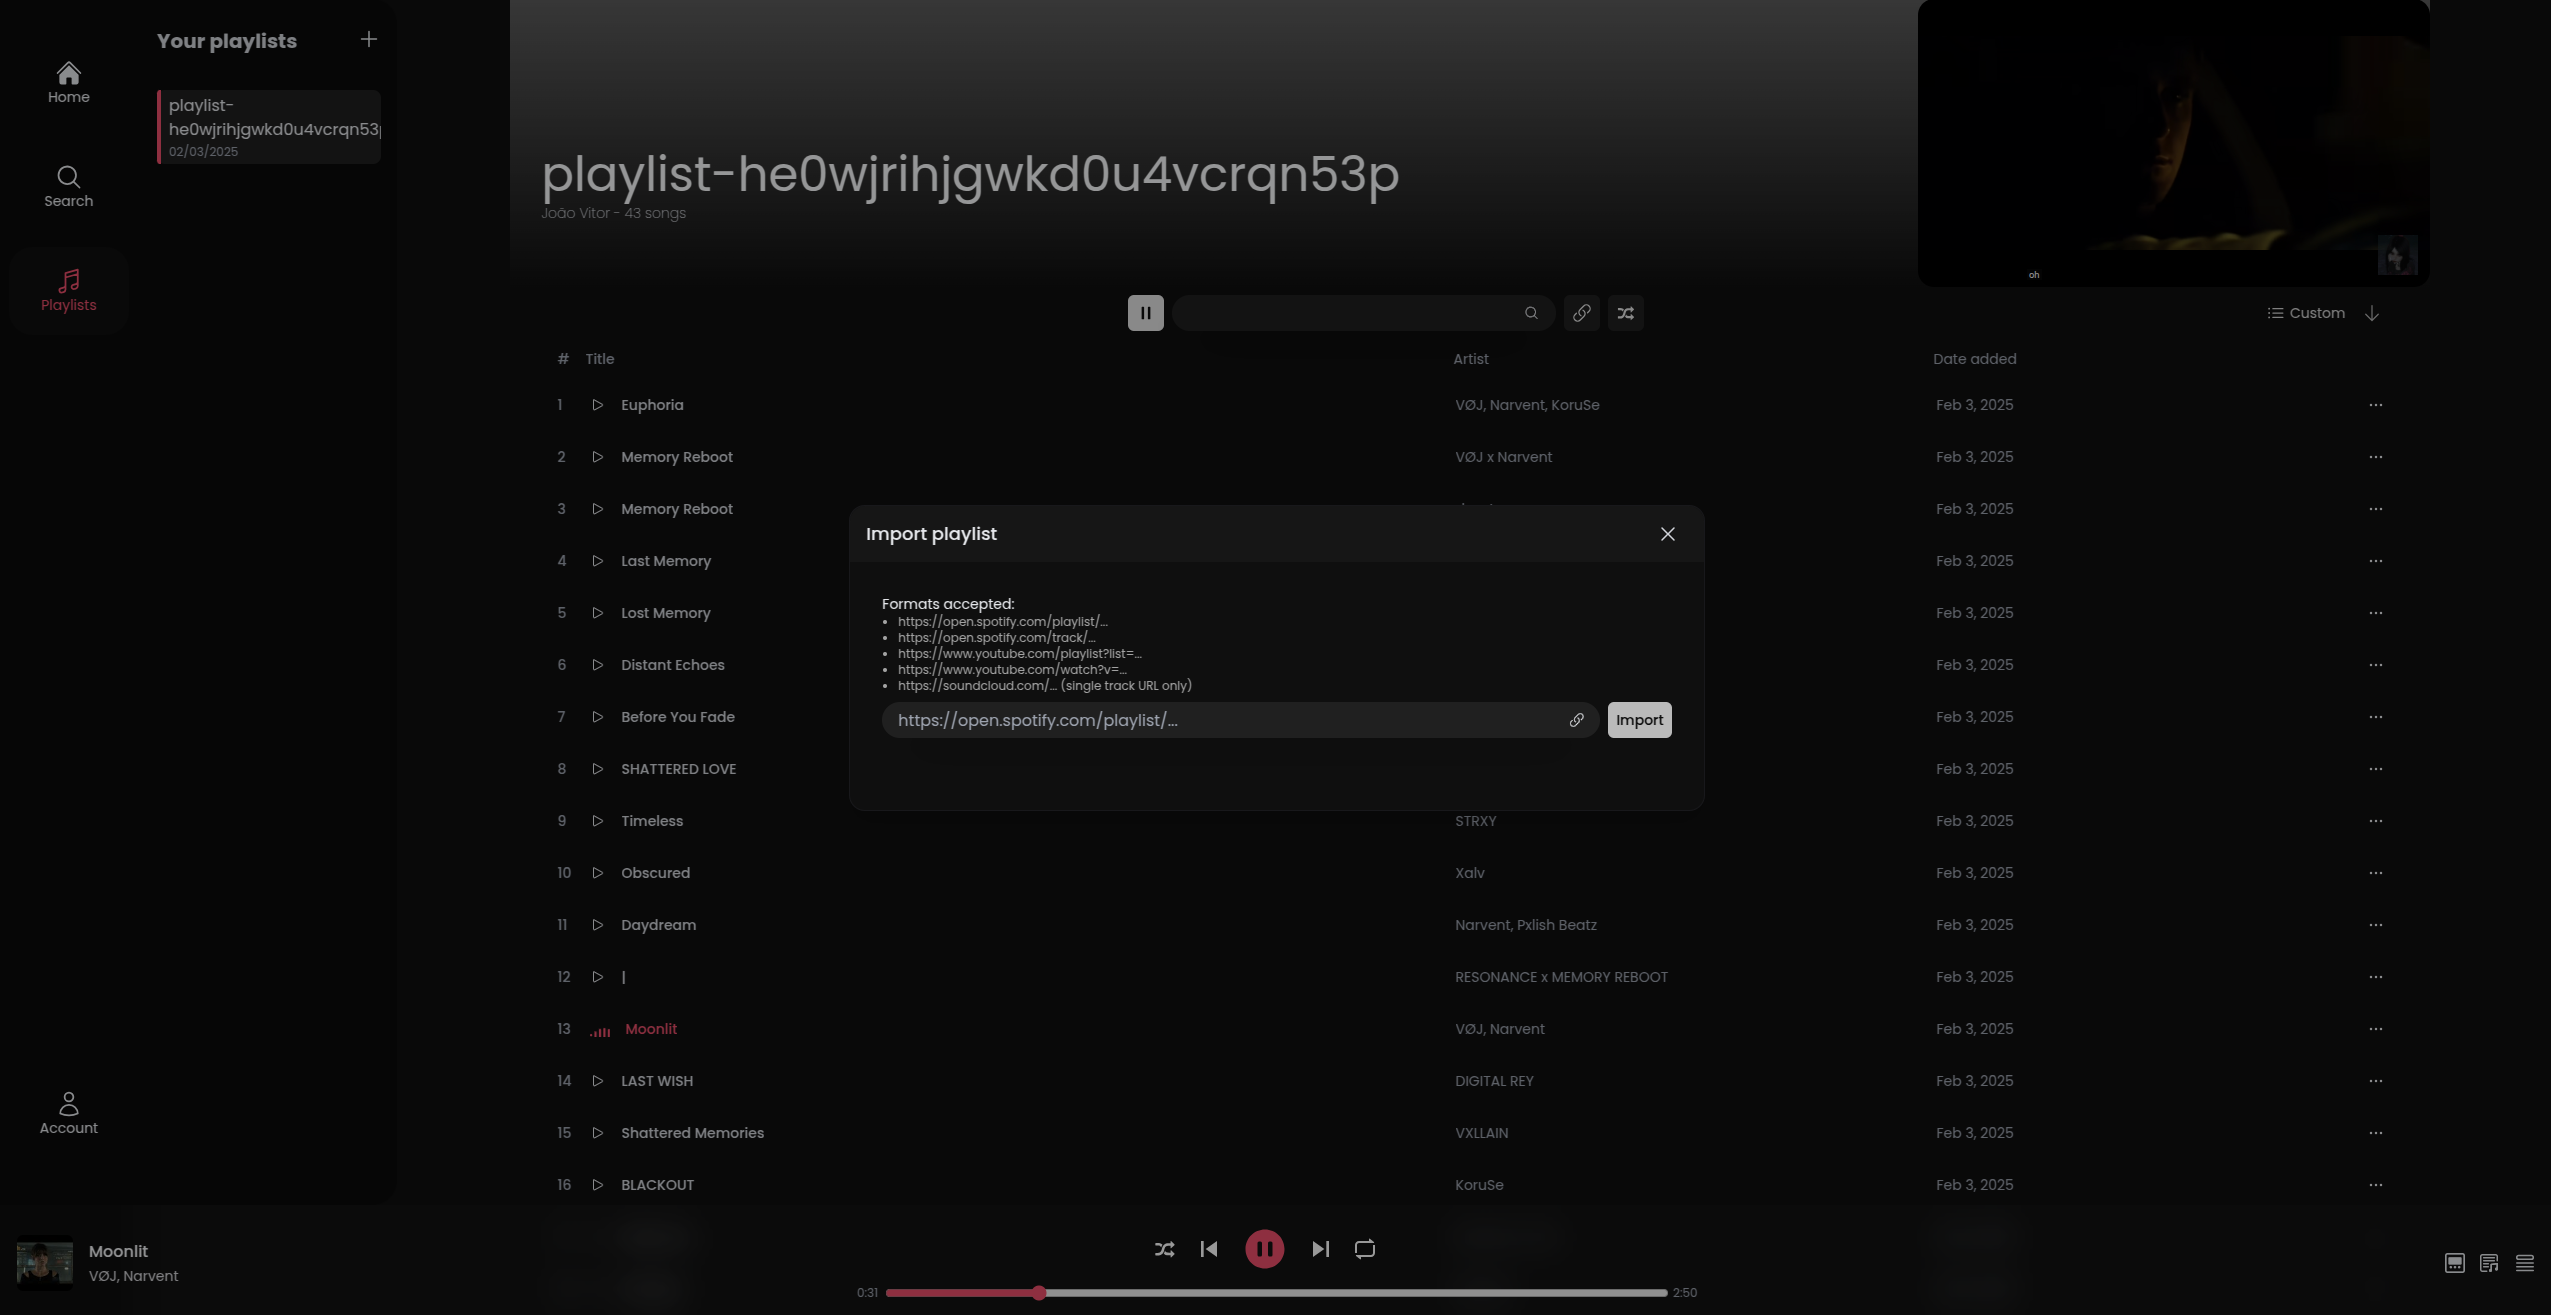 Your playlists
Home
Search
Playlists
Account
playlist-
he0wjrihjgwkd0u4vcrqn53p
02/03/2025
playlist-he0wjrihjgwkd0u4vcrqn53p
João Vitor - 43 songs
oh
Custom
# Title Artist Date added
1 Euphoria VØJ, Narvent, KoruSe Feb 3, 2025
2 Memory Reboot VØJ x Narvent Feb 3, 2025
3 Memory Reboot Feb 3, 2025
4 Last Memory Feb 3, 2025
5 Lost Memory Feb 3, 2025
6 Distant Echoes Feb 3, 2025
7 Before You Fade Feb 3, 2025
8 SHATTERED LOVE Feb 3, 2025
9 Timeless STRXY Feb 3, 2025
10 Obscured Xalv Feb 3, 2025
11 Daydream Narvent, Pxlish Beatz Feb 3, 2025
12 | RESONANCE x MEMORY REBOOT Feb 3, 2025
13 Moonlit VØJ, Narvent Feb 3, 2025
14 LAST WISH DIGITAL REY Feb 3, 2025
15 Shattered Memories VXLLAIN Feb 3, 2025
16 BLACKOUT KoruSe Feb 3, 2025
Import playlist
Formats accepted:
• https://open.spotify.com/playlist/...
• https://open.spotify.com/track/...
• https://www.youtube.com/playlist?list=...
• https://www.youtube.com/watch?v=...
• https://soundcloud.com/... (single track URL only)
https://open.spotify.com/playlist/...
Import
Moonlit
VØJ, Narvent
0:31
2:50